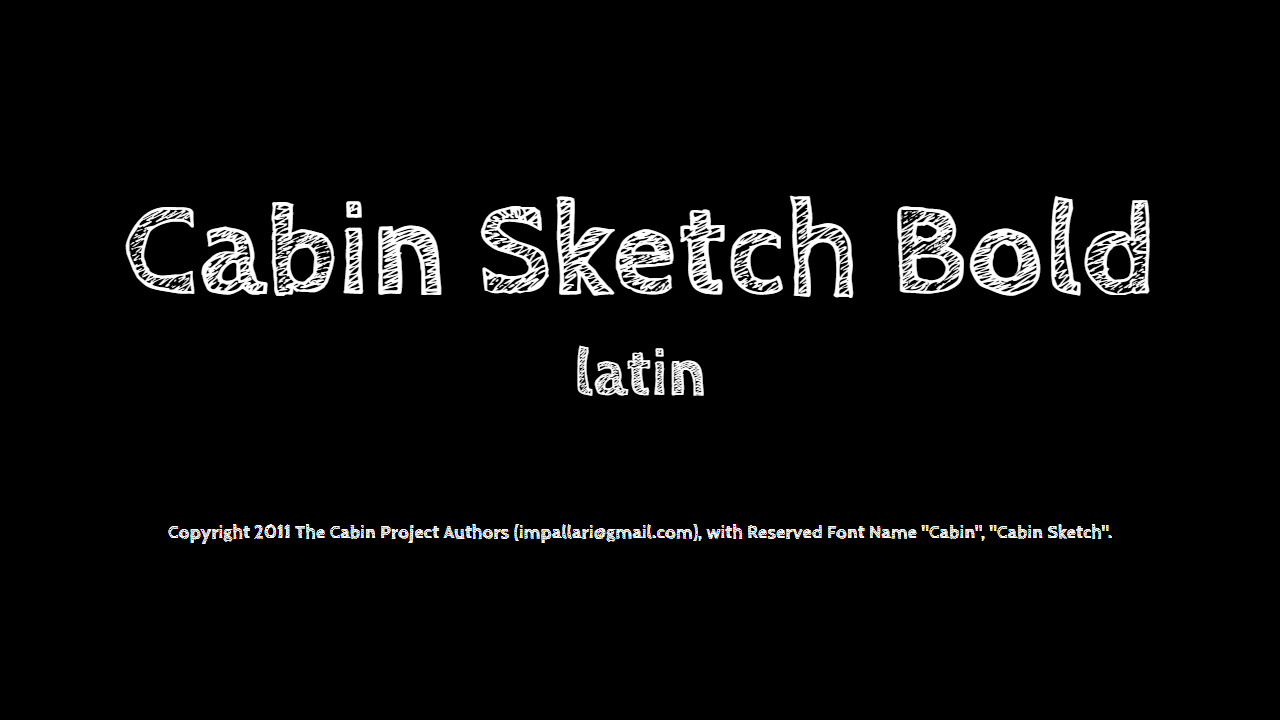 Cabin Sketch Bold
latin
Copyright 2011 The Cabin Project Authors (impallari@gmail.com), with Reserved Font Name "Cabin", "Cabin Sketch".